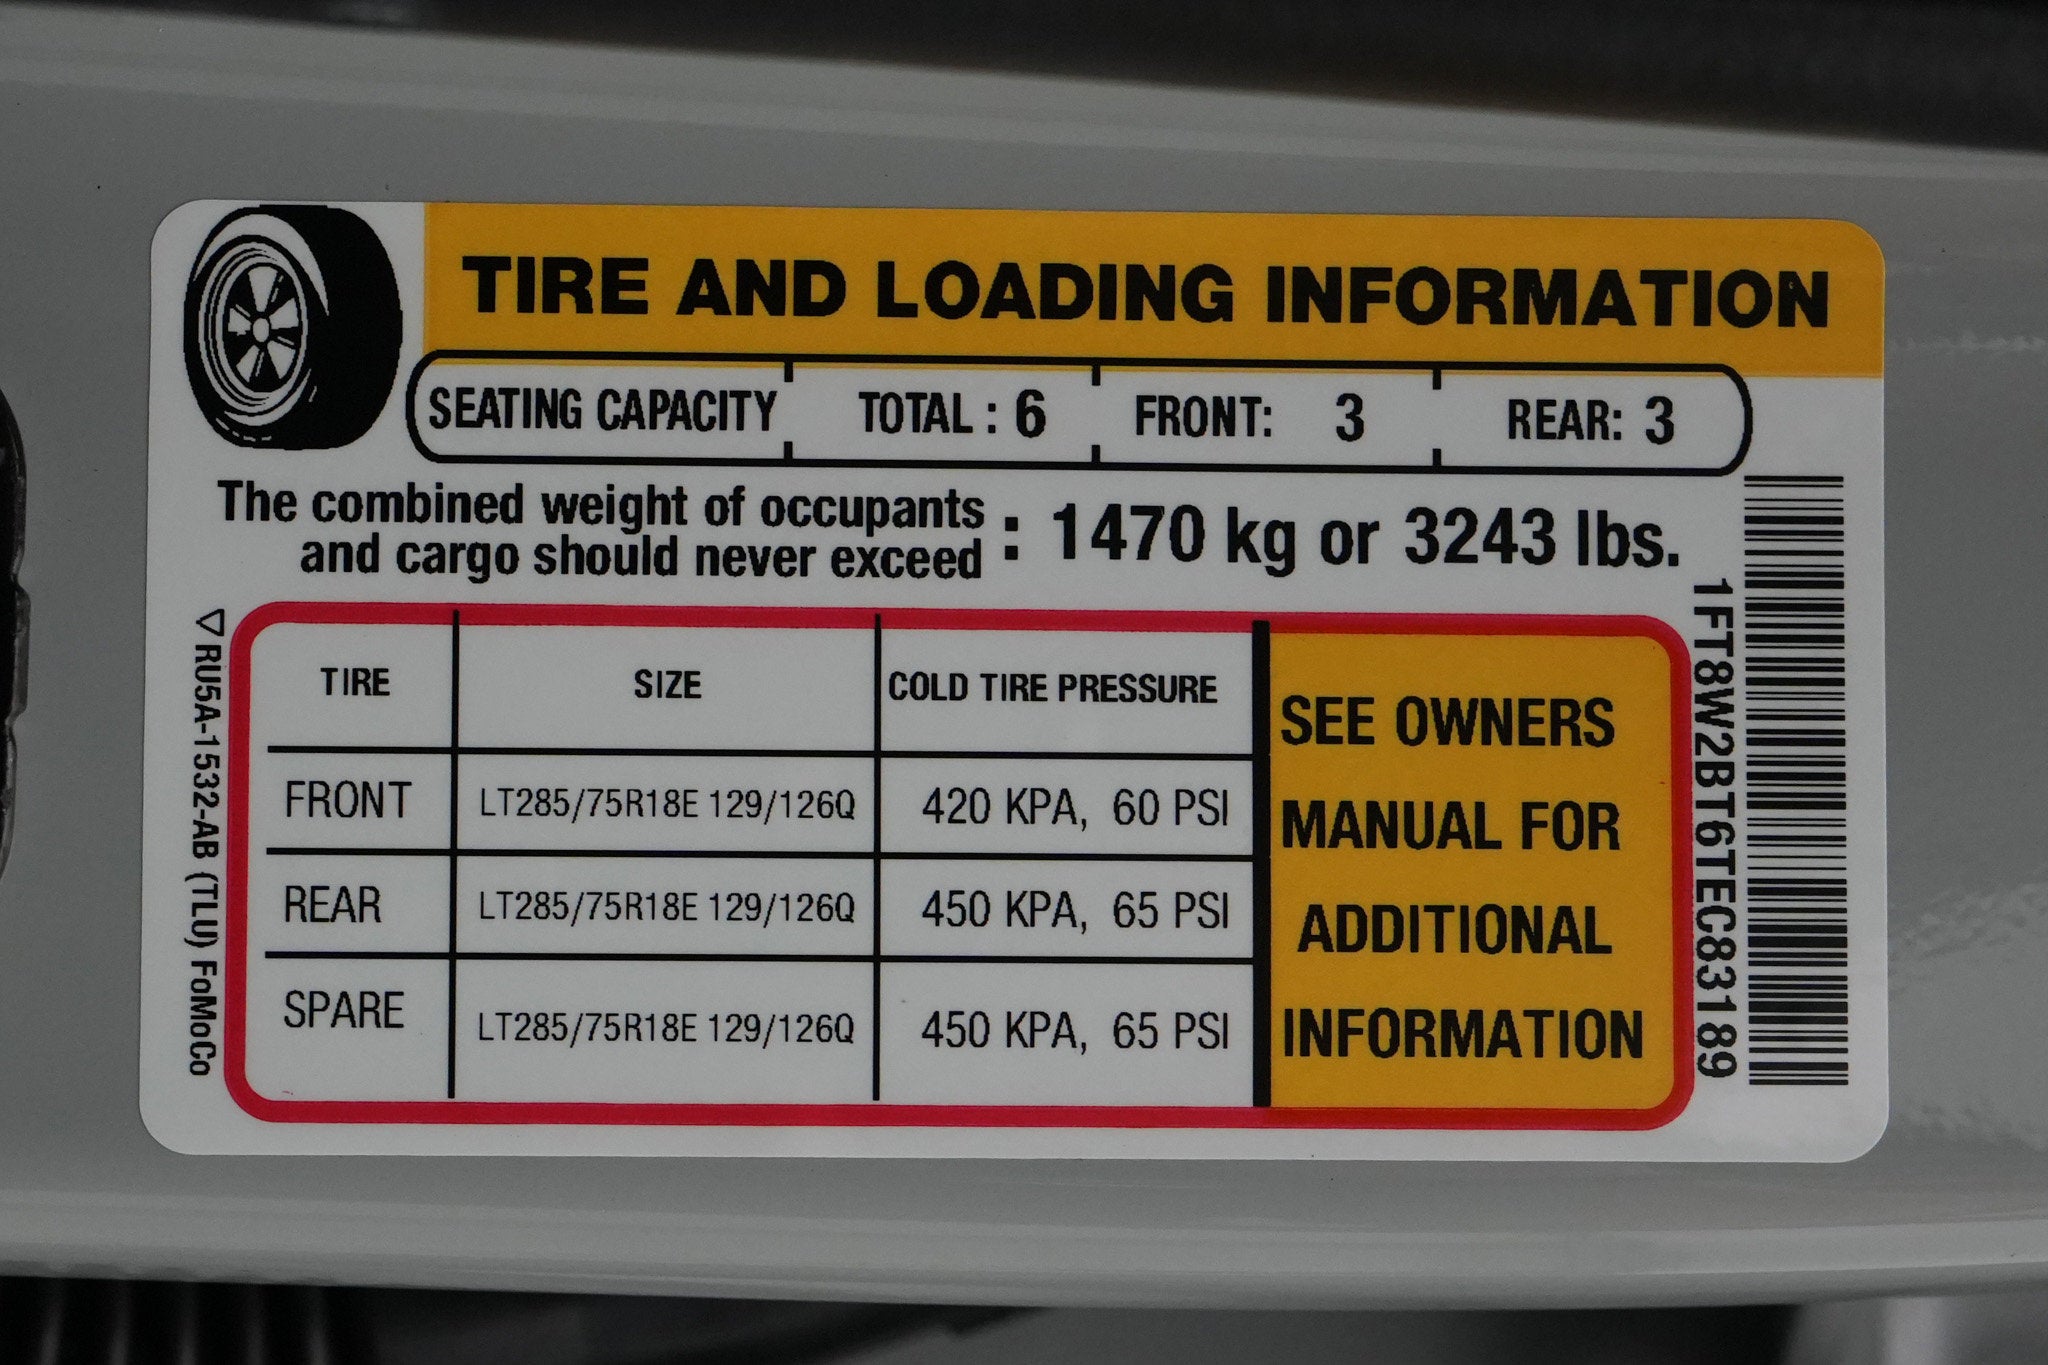 TIRE AND LOADING INFORMATION
SEATING CAPACITY TOTAL : 6 FRONT: 3 REAR: 3
The combined weight of occupants
and cargo should never exceed : 1470 kg or 3243 lbs.
TIRE SIZE COLD TIRE PRESSURE
FRONT LT285/75R18E 129/126Q 420 KPA, 60 PSI
REAR LT285/75R18E 129/126Q 450 KPA, 65 PSI
SPARE LT285/75R18E 129/126Q 450 KPA, 65 PSI
SEE OWNERS
MANUAL FOR
ADDITIONAL
INFORMATION
RU5A-1532-AB (TLU) FoMoCo
1FT8W2BT6TEC83189